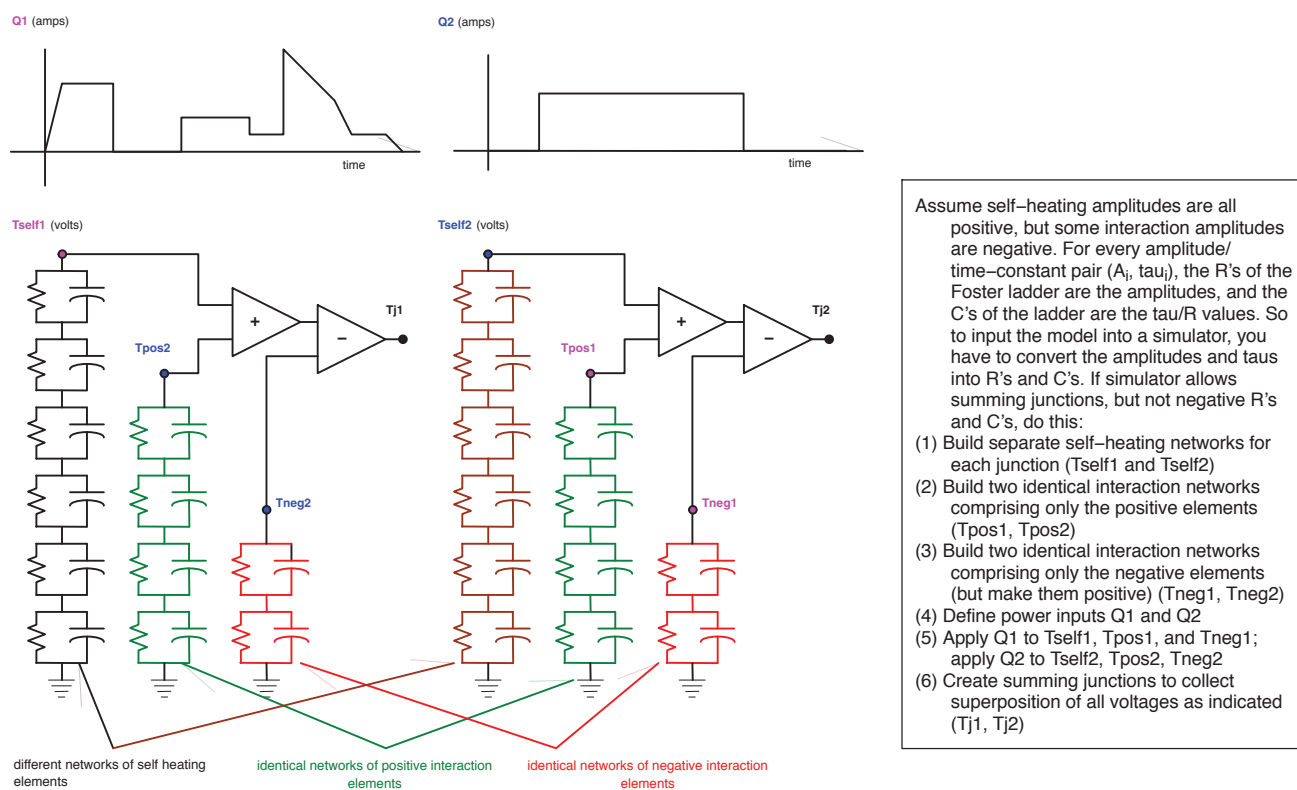 Q1 (amps)
Q2 (amps)
time
time
Tself1 (volts)
Tself2 (volts)
+
−
Tj1
+
−
Tj2
Tpos2
Tpos1
Tneg2
Tneg1
different networks of self heating
elements
identical networks of positive interaction
elements
identical networks of negative interaction
elements
Assume self−heating amplitudes are all
positive, but some interaction amplitudes
are negative. For every amplitude/
time−constant pair (Ai, taui), the R's of the
Foster ladder are the amplitudes, and the
C's of the ladder are the tau/R values. So
to input the model into a simulator, you
have to convert the amplitudes and taus
into R's and C's. If simulator allows
summing junctions, but not negative R's
and C's, do this:
(1) Build separate self−heating networks for
each junction (Tself1 and Tself2)
(2) Build two identical interaction networks
comprising only the positive elements
(Tpos1, Tpos2)
(3) Build two identical interaction networks
comprising only the negative elements
(but make them positive) (Tneg1, Tneg2)
(4) Define power inputs Q1 and Q2
(5) Apply Q1 to Tself1, Tpos1, and Tneg1;
apply Q2 to Tself2, Tpos2, Tneg2
(6) Create summing junctions to collect
superposition of all voltages as indicated
(Tj1, Tj2)